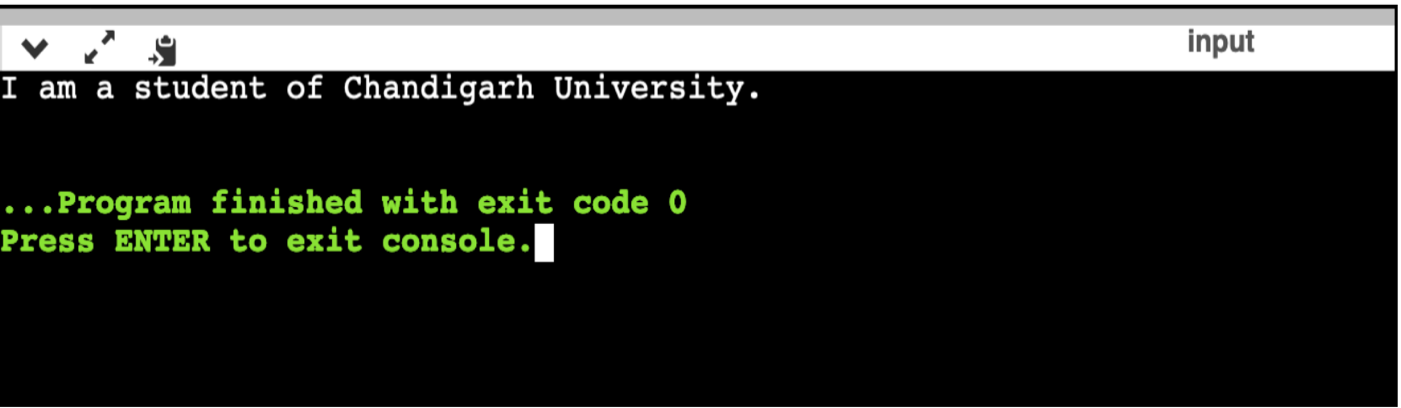 input
I am a student of Chandigarh University.
...Program finished with exit code 0
Press ENTER to exit console.